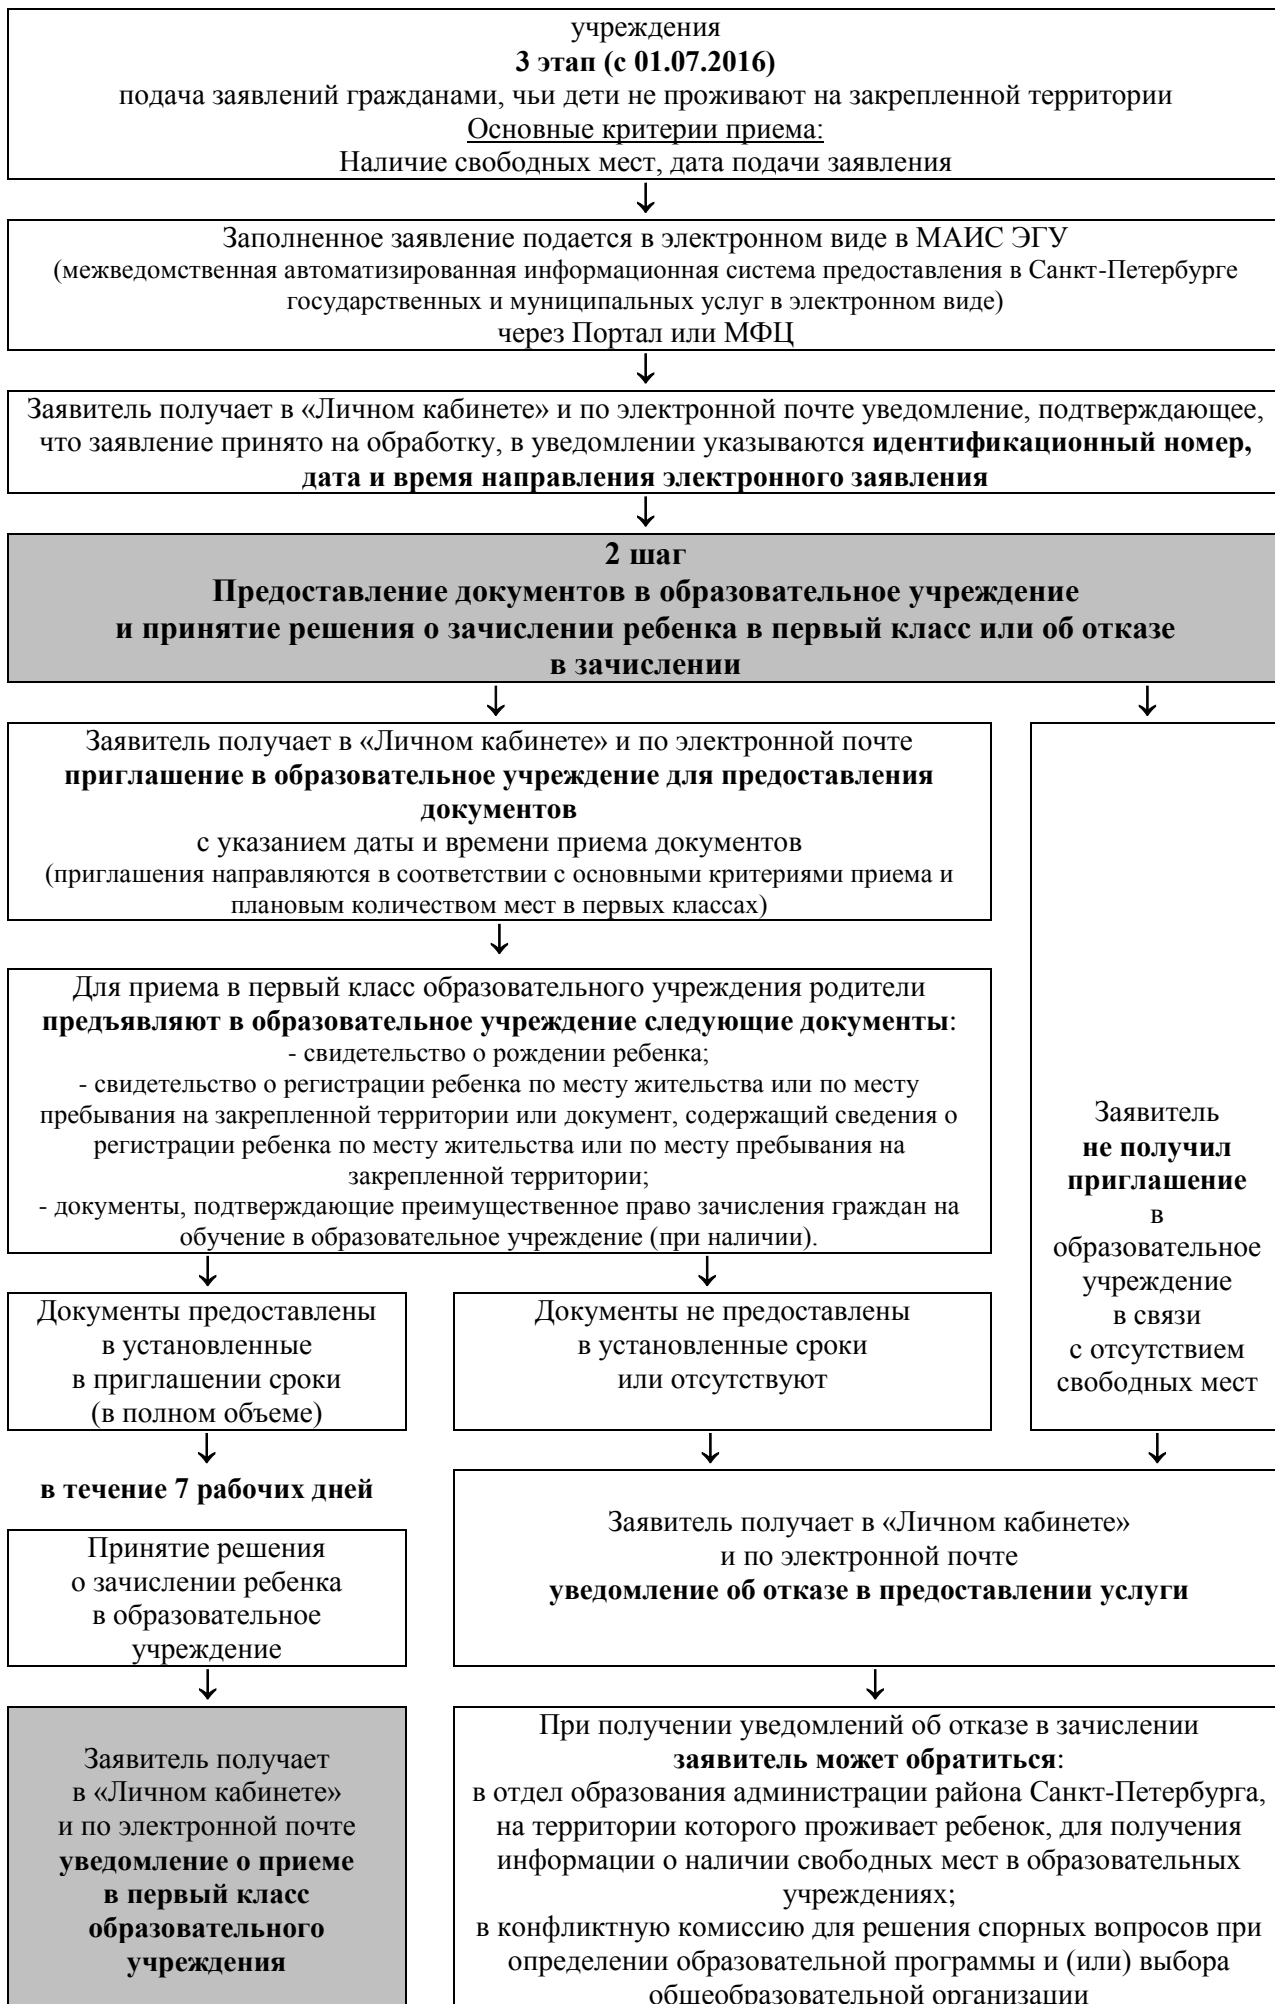 учреждения
3 этап (с 01.07.2016)
подача заявлений гражданами, чьи дети не проживают на закрепленной территории
Основные критерии приема:
Наличие свободных мест, дата подачи заявления
Заполненное заявление подается в электронном виде в МАИС ЭГУ
(межведомственная автоматизированная информационная система предоставления в Санкт-Петербурге
государственных и муниципальных услуг в электронном виде)
через Портал или МФЦ
Заявитель получает в «Личном кабинете» и по электронной почте уведомление, подтверждающее,
что заявление принято на обработку, в уведомлении указываются идентификационный номер,
дата и время направления электронного заявления
2 шаг
Предоставление документов в образовательное учреждение
и принятие решения о зачислении ребенка в первый класс или об отказе
в зачислении
Заявитель получает в «Личном кабинете» и по электронной почте
приглашение в образовательное учреждение для предоставления
документов
с указанием даты и времени приема документов
(приглашения направляются в соответствии с основными критериями приема и
плановым количеством мест в первых классах)
Для приема в первый класс образовательного учреждения родители
предъявляют в образовательное учреждение следующие документы:
- свидетельство о рождении ребенка;
- свидетельство о регистрации ребенка по месту жительства или по месту
пребывания на закрепленной территории или документ, содержащий сведения о
регистрации ребенка по месту жительства или по месту пребывания на
закрепленной территории;
- документы, подтверждающие преимущественное право зачисления граждан на
обучение в образовательное учреждение (при наличии).
Заявитель
не получил
приглашение
в
образовательное
учреждение
в связи
с отсутствием
свободных мест
Документы предоставлены
в установленные
в приглашении сроки
(в полном объеме)
Документы не предоставлены
в установленные сроки
или отсутствуют
в течение 7 рабочих дней
Принятие решения
о зачислении ребенка
в образовательное
учреждение
Заявитель получает в «Личном кабинете»
и по электронной почте
уведомление об отказе в предоставлении услуги
Заявитель получает
в «Личном кабинете»
и по электронной почте
уведомление о приеме
в первый класс
образовательного
учреждения
При получении уведомлений об отказе в зачислении
заявитель может обратиться:
в отдел образования администрации района Санкт-Петербурга,
на территории которого проживает ребенок, для получения
информации о наличии свободных мест в образовательных
учреждениях;
в конфликтную комиссию для решения спорных вопросов при
определении образовательной программы и (или) выбора
общеобразовательной организации